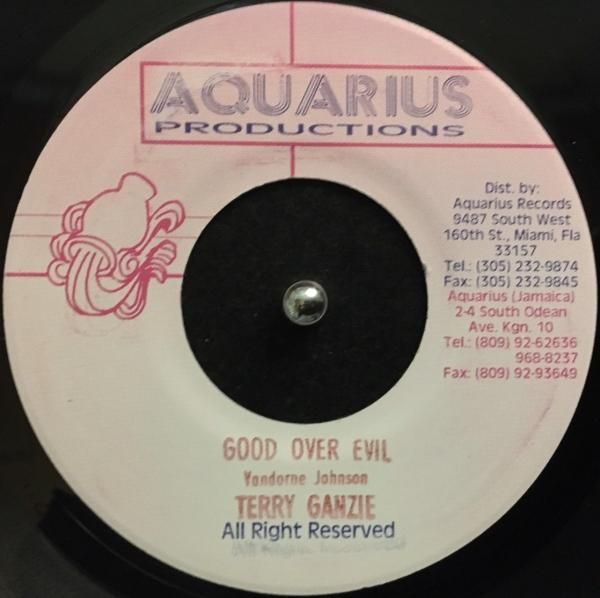 AQUARIUS
PRODUCTIONS
Dist. by:
Aquarius Records
9487 South West
160th St., Miami, Fla
33157
Tel.: (305) 232-9874
Fax: (305) 232-9845
Aquarius (Jamaica)
2-4 South Odean
Ave. Kgn. 10
Tel.: (809) 92-62636
968-8237
Fax: (809) 92-93649
GOOD OVER EVIL
Vandorne Johnson
TERRY GANZIE
All Right Reserved